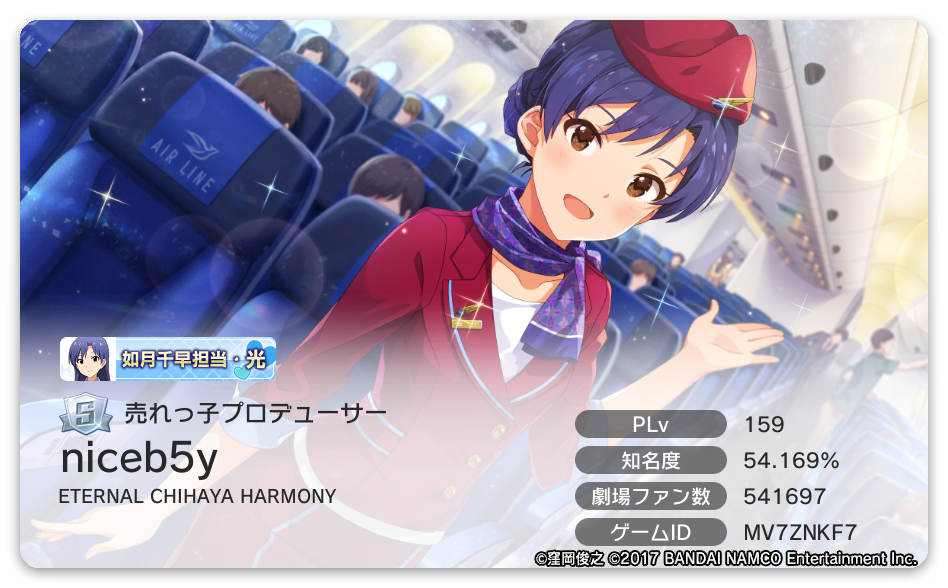 AIR LINE
AIR LINE
如月千早担当・光
S 売れっ子プロデューサー
niceb5y
ETERNAL CHIHAYA HARMONY
PLv 159
知名度 54.169%
劇場ファン数 541697
ゲームID MV7ZNKF7
©窪岡俊之 ©2017 BANDAI NAMCO Entertainment Inc.